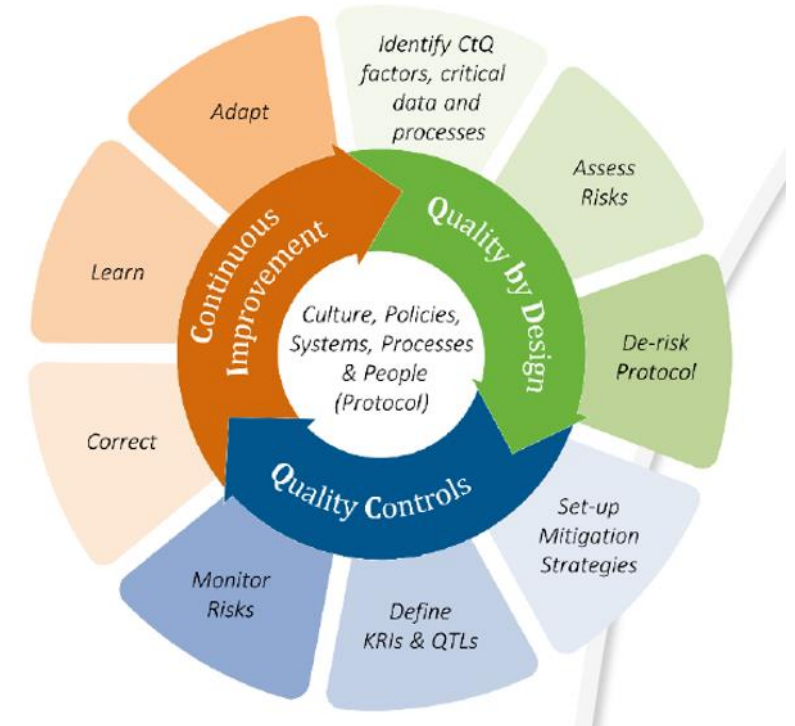 Identify CtQ
factors, critical
data and
processes
Assess
Risks
De-risk
Protocol
Set-up
Mitigation
Strategies
Define
KRIs & QTLs
Monitor
Risks
Correct
Learn
Adapt
Quality by Design
Quality Controls
Continuous
Improvement
Culture, Policies,
Systems, Processes
& People
(Protocol)